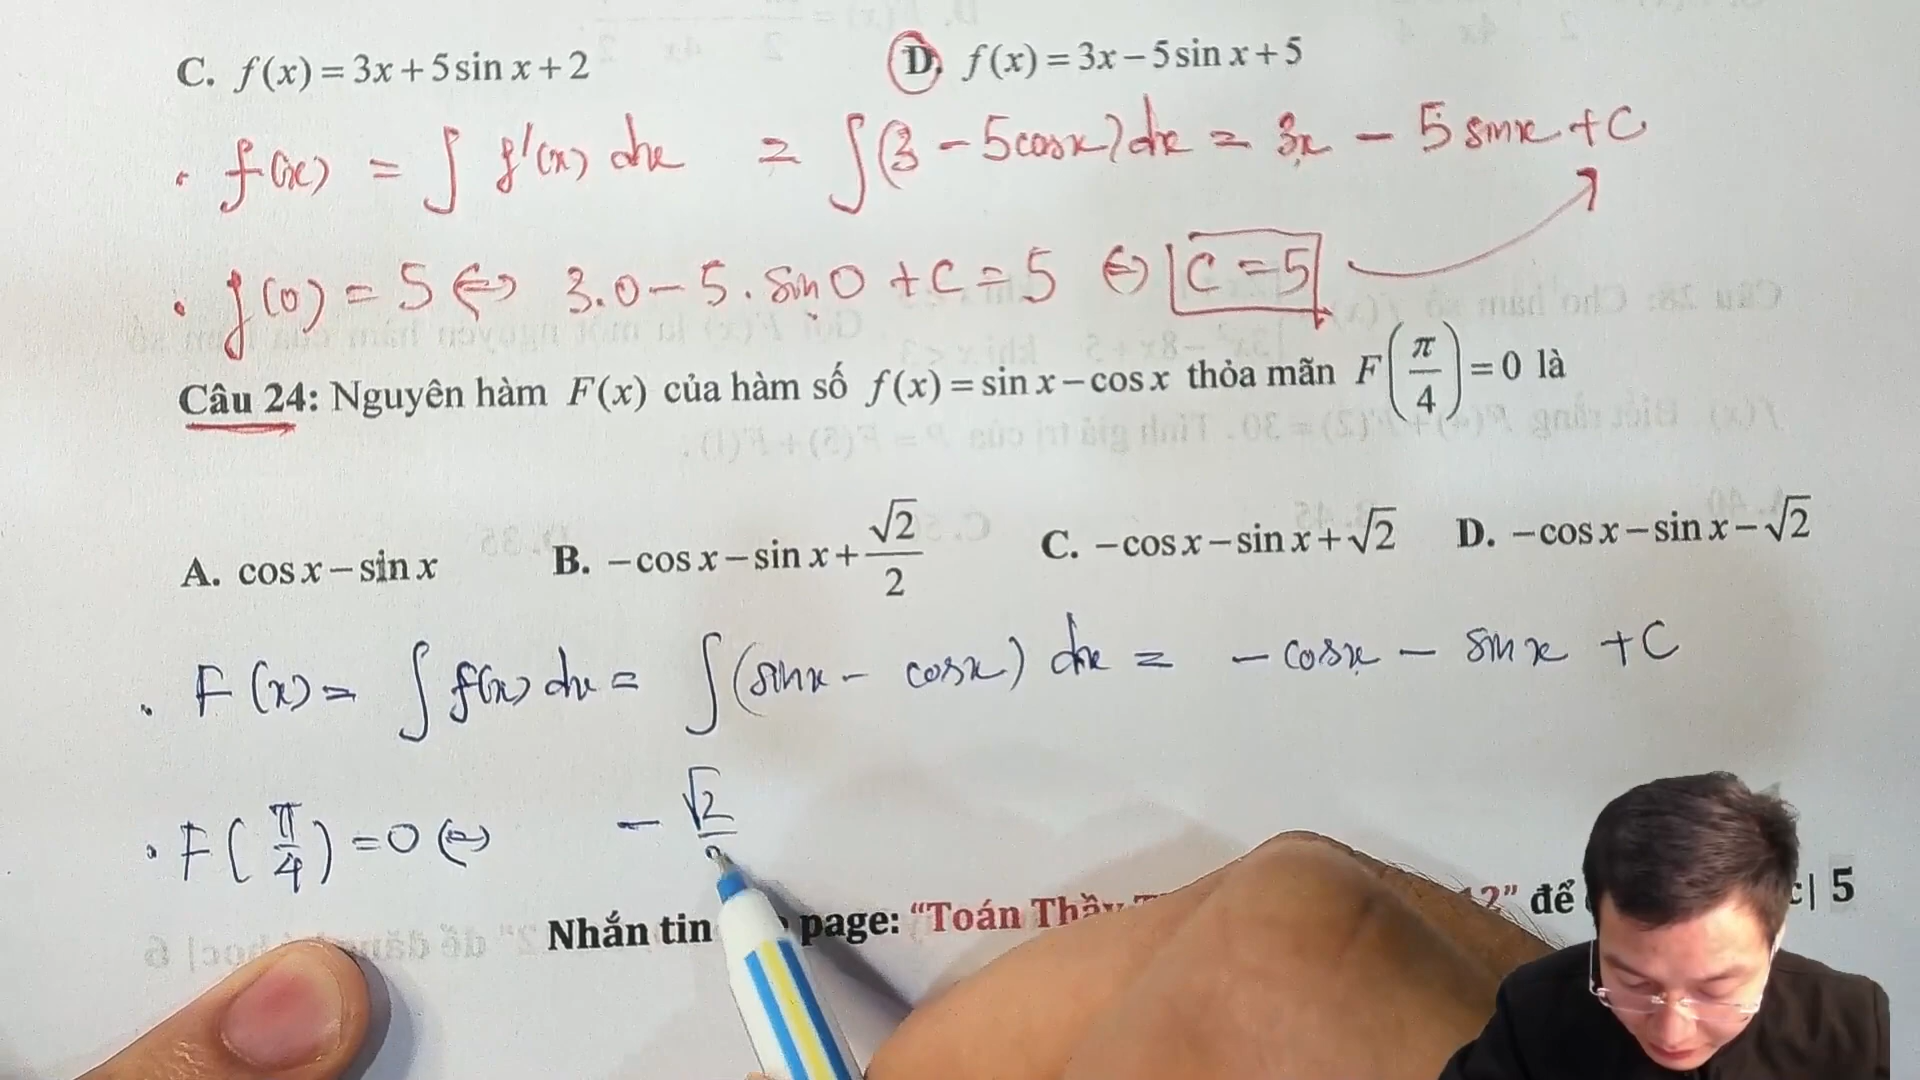 C. f(x) = 3x + 5 sin x + 2 D. f(x) = 3x − 5 sin x + 5
. f(x) = ∫ f'(x) dx = ∫(3 − 5cosx)dx = 3x − 5 sinx + C
. f(0) = 5 ⇔ 3.0 − 5.sin0 + C = 5 ⇔ C = 5
Câu 24: Nguyên hàm F(x) của hàm số f(x) = sin x − cos x thỏa mãn F(π/4) = 0 là
A. cos x − sin x B. −cos x − sin x + √2/2 C. −cos x − sin x + √2 D. −cos x − sin x − √2
. F(x) = ∫ f(x) dx = ∫(sinx − cosx) dx = − cosx − sinx + C
. F(π/4) = 0 ⇔ − √2/
Nhắn tin page: “Toán Thầy 12” để | 5